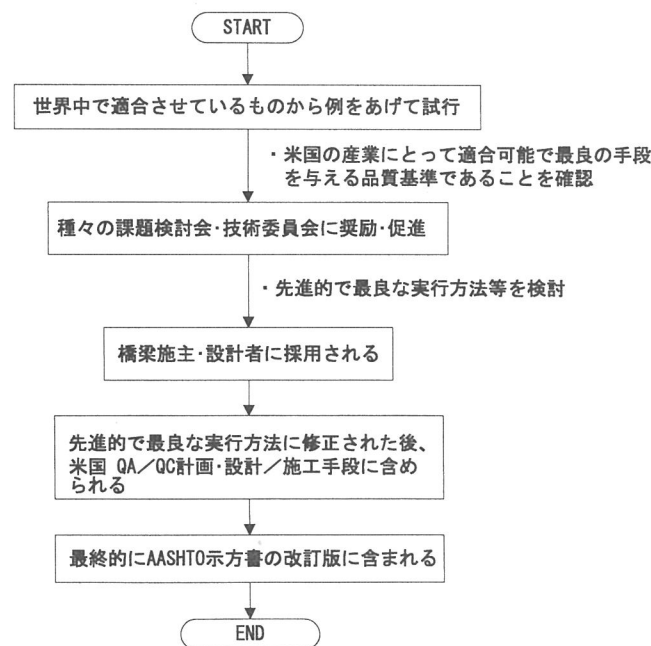 START
世界中で適合させているものから例をあげて試行
・米国の産業にとって適合可能で最良の手段
を与える品質基準であることを確認
種々の課題検討会・技術委員会に奨励・促進
・先進的で最良な実行方法等を検討
橋梁施主・設計者に採用される
先進的で最良な実行方法に修正された後、
米国 QA／QC計画・設計／施工手段に含め
られる
最終的にAASHTO示方書の改訂版に含まれる
END